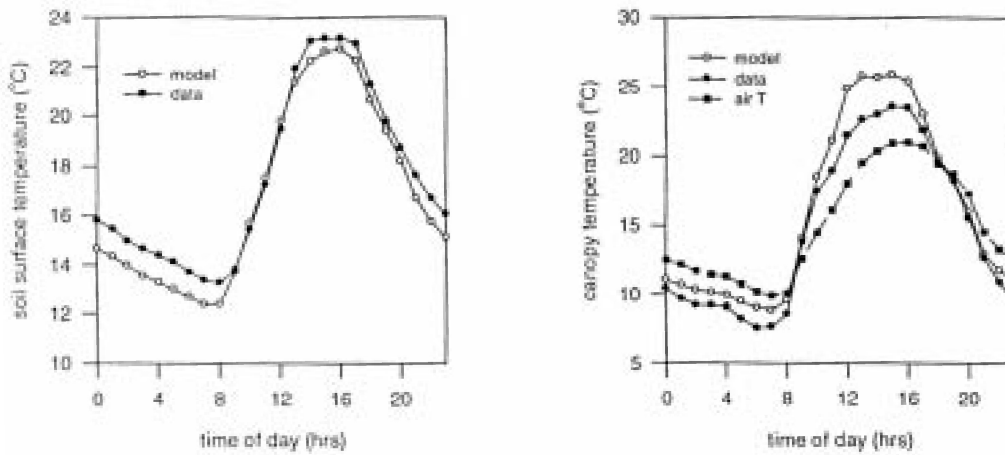 24
22
20
18
16
14
12
10
soil surface temperature (°C)
model
data
0 4 8 12 16 20
time of day (hrs)
30
25
20
15
10
5
canopy temperature (°C)
model
data
air T
0 4 8 12 16 20
time of day (hrs)